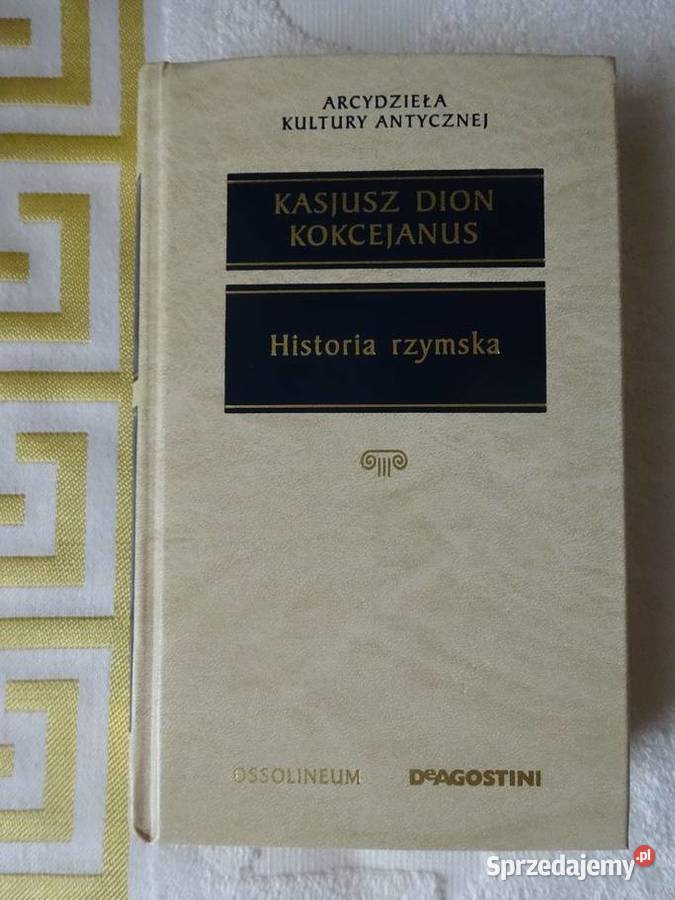 ARCYDZIEŁA
KULTURY ANTYCZNEJ
KASJUSZ DION
KOKCEJANUS
Historia rzymska
OSSOLINEUM DeAGOSTINI
Sprzedajemy.pl